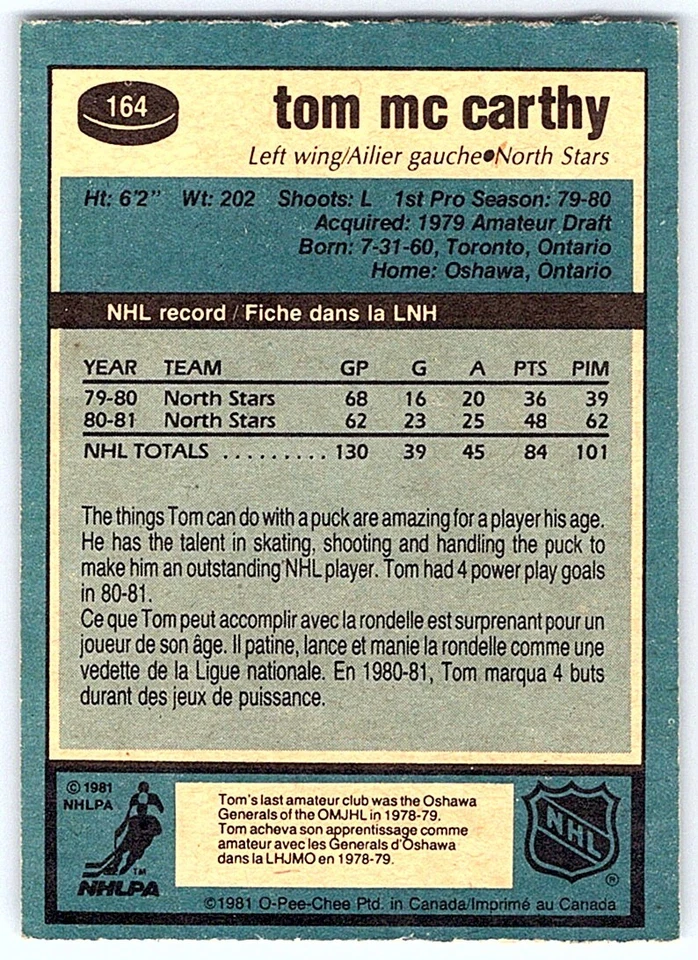 164
tom mc carthy
Left wing/Ailier gauche●North Stars
Ht: 6'2" Wt: 202 Shoots: L 1st Pro Season: 79-80
Acquired: 1979 Amateur Draft
Born: 7-31-60, Toronto, Ontario
Home: Oshawa, Ontario
NHL record / Fiche dans la LNH
YEAR TEAM GP G A PTS PIM
79-80 North Stars 68 16 20 36 39
80-81 North Stars 62 23 25 48 62
NHL TOTALS ......... 130 39 45 84 101
The things Tom can do with a puck are amazing for a player his age.
He has the talent in skating, shooting and handling the puck to
make him an outstanding NHL player. Tom had 4 power play goals
in 80-81.
Ce que Tom peut accomplir avec la rondelle est surprenant pour un
joueur de son âge. Il patine, lance et manie la rondelle comme une
vedette de la Ligue nationale. En 1980-81, Tom marqua 4 buts
durant des jeux de puissance.
© 1981
NHLPA
TM
NHLPA
Tom's last amateur club was the Oshawa
Generals of the OMJHL in 1978-79.
Tom acheva son apprentissage comme
amateur avec les Generals d'Oshawa
dans la LHJMO en 1978-79.
NHL
®
©1981 O-Pee-Chee Ptd. in Canada/Imprimé au Canada